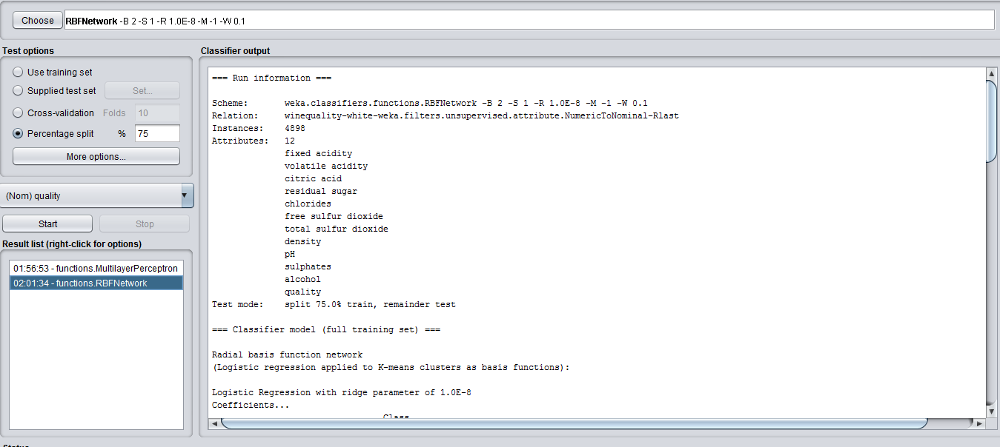 Choose RBFNetwork -B 2 -S 1 -R 1.0E-8 -M -1 -W 0.1
Test options
Use training set
Supplied test set Set...
Cross-validation Folds 10
Percentage split % 75
More options...
(Nom) quality
Start Stop
Result list (right-click for options)
01:56:53 - functions.MultilayerPerceptron
02:01:34 - functions.RBFNetwork
Classifier output
=== Run information ===
Scheme: weka.classifiers.functions.RBFNetwork -B 2 -S 1 -R 1.0E-8 -M -1 -W 0.1
Relation: winequality-white-weka.filters.unsupervised.attribute.NumericToNominal-Rlast
Instances: 4898
Attributes: 12
fixed acidity
volatile acidity
citric acid
residual sugar
chlorides
free sulfur dioxide
total sulfur dioxide
density
pH
sulphates
alcohol
quality
Test mode: split 75.0% train, remainder test
=== Classifier model (full training set) ===
Radial basis function network
(Logistic regression applied to K-means clusters as basis functions):
Logistic Regression with ridge parameter of 1.0E-8
Coefficients...
Class
Status